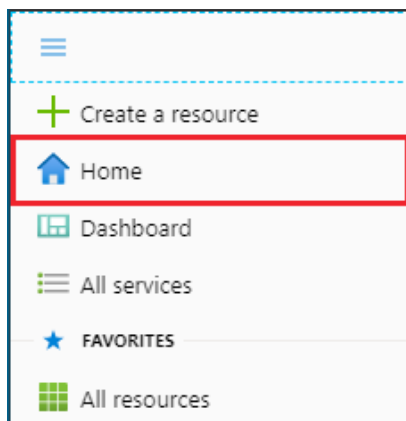 Create a resource
Home
Dashboard
All services
FAVORITES
All resources